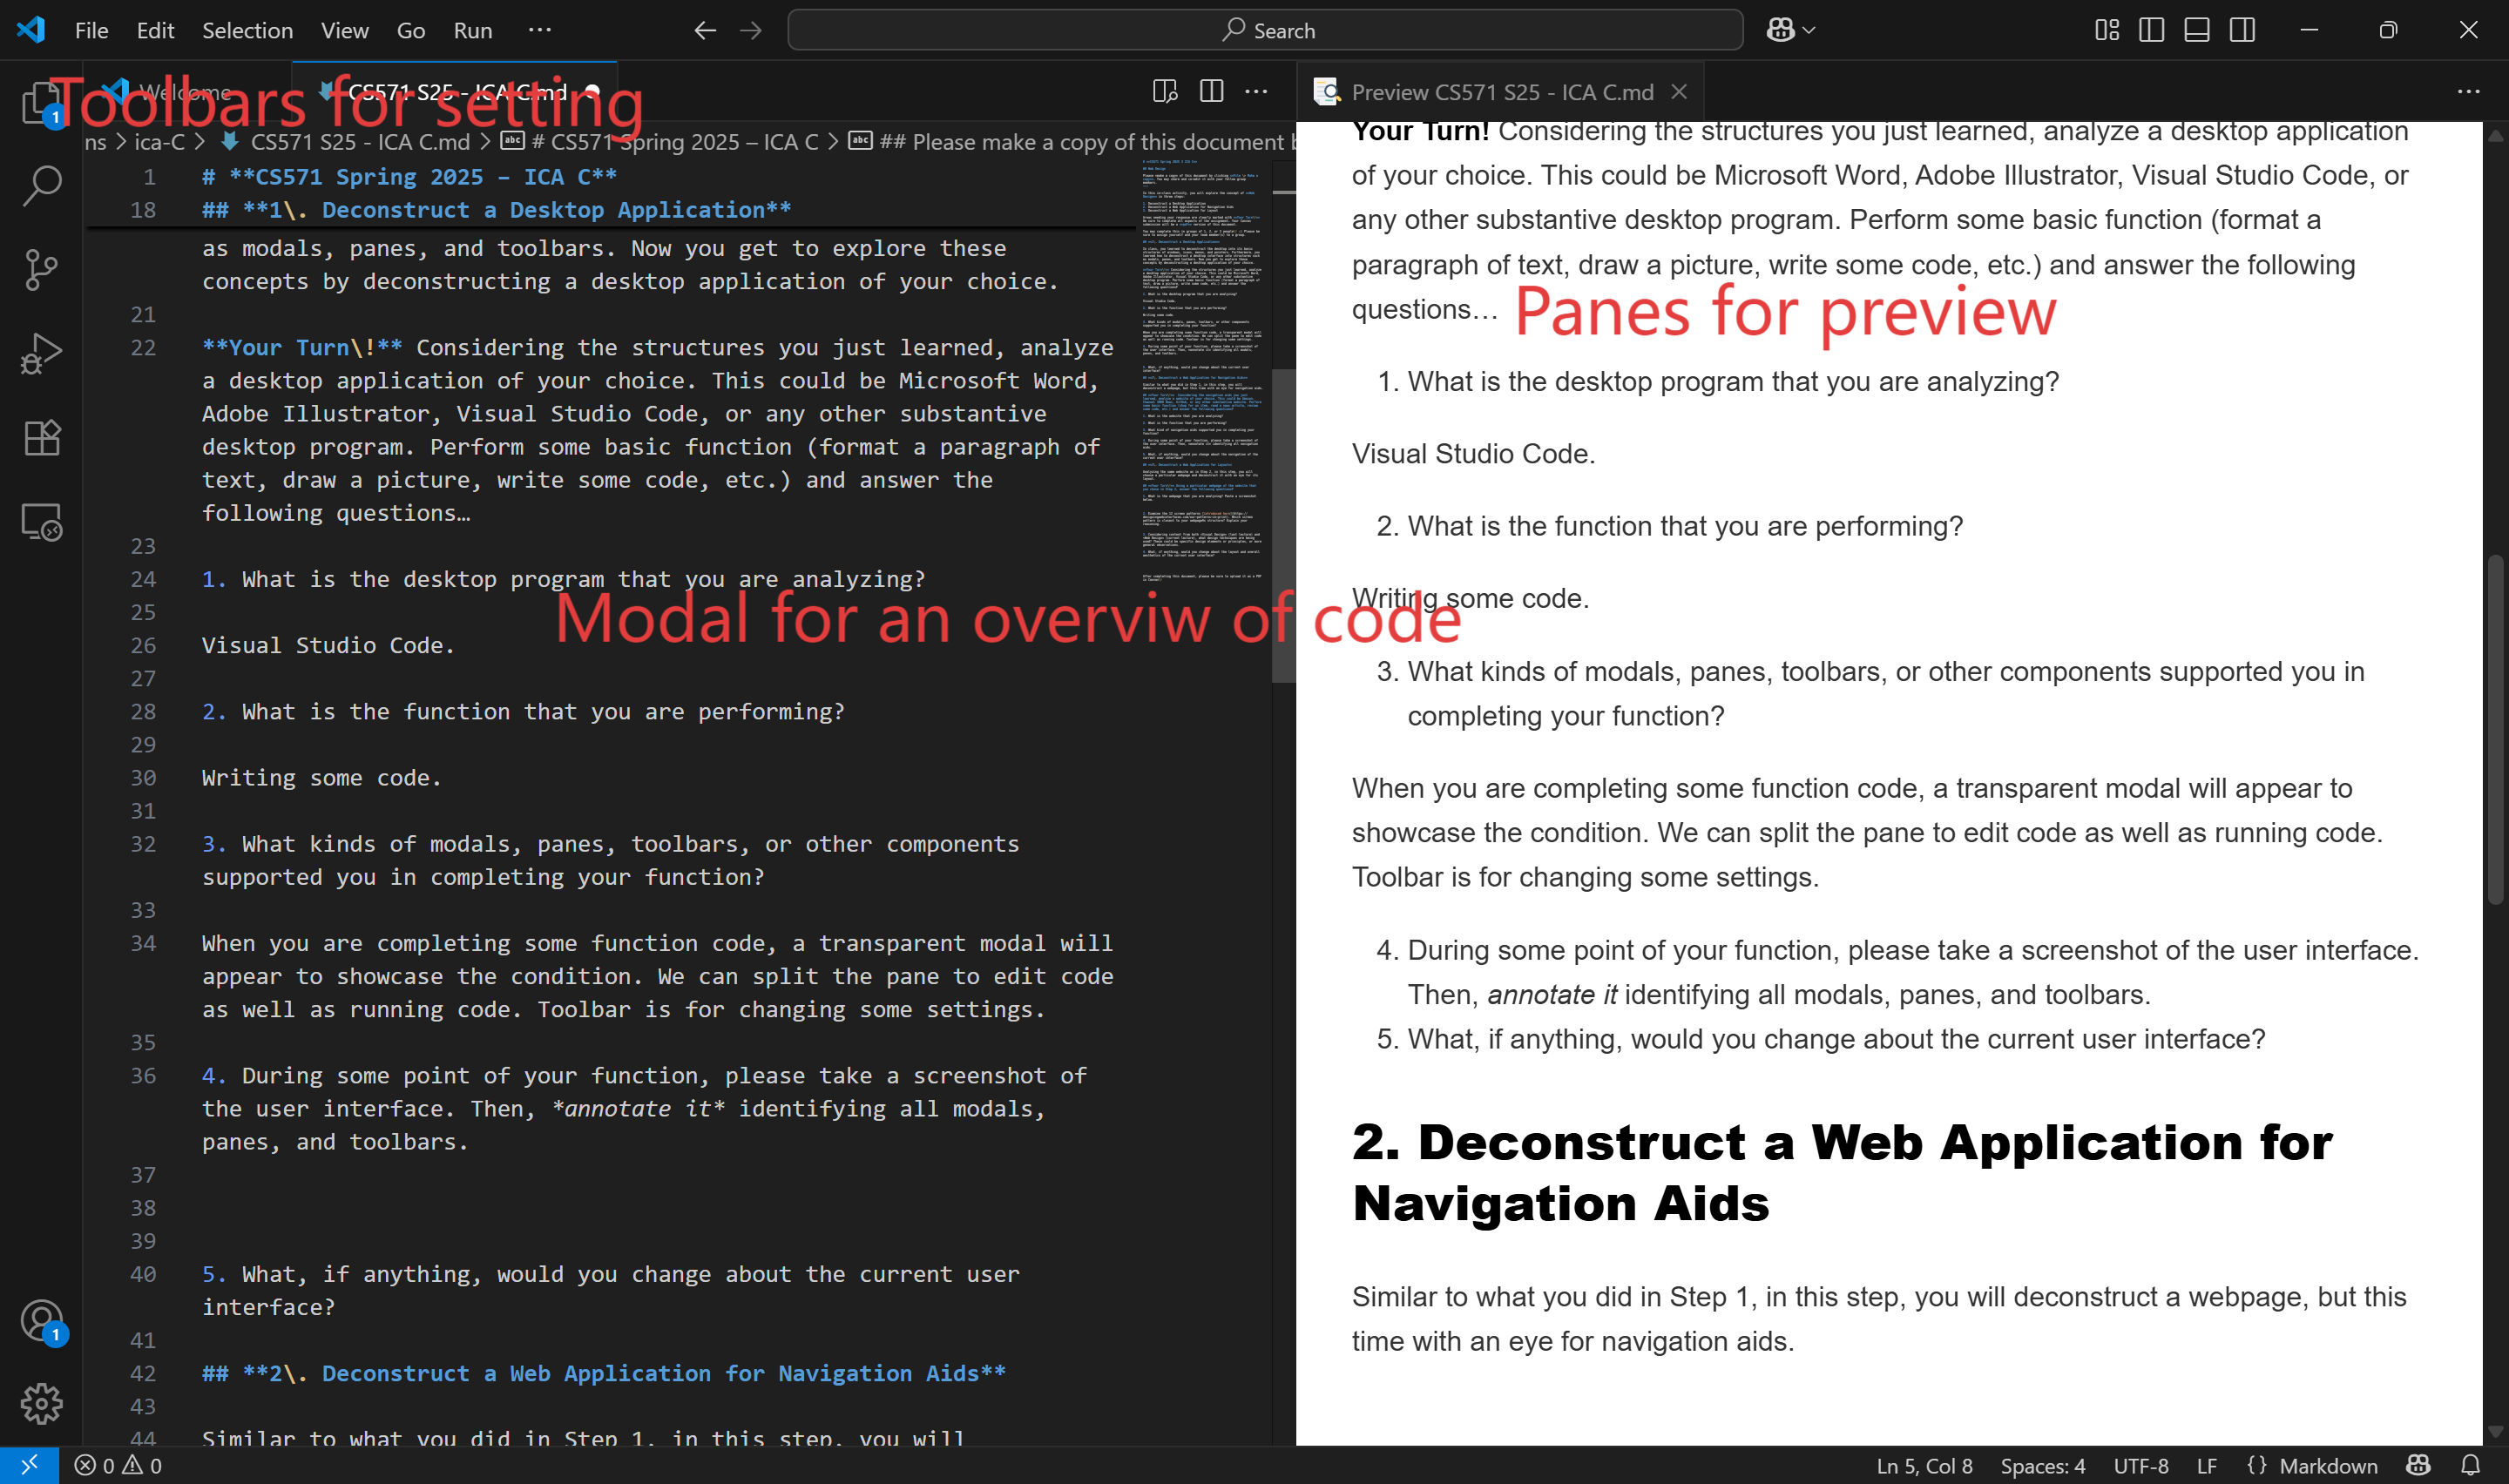 File Edit Selection View Go Run ··· Search
Welcome CS571 S25 - ICA C.md
Toolbars for setting
ns > ica-C > CS571 S25 - ICA C.md > # CS571 Spring 2025 – ICA C > ## Please make a copy of this document b
1 # **CS571 Spring 2025 – ICA C**
18 ## **1\. Deconstruct a Desktop Application**
as modals, panes, and toolbars. Now you get to explore these
concepts by deconstructing a desktop application of your choice.
21
22 **Your Turn\!** Considering the structures you just learned, analyze
a desktop application of your choice. This could be Microsoft Word,
Adobe Illustrator, Visual Studio Code, or any other substantive
desktop program. Perform some basic function (format a paragraph of
text, draw a picture, write some code, etc.) and answer the
following questions…
23
24 1. What is the desktop program that you are analyzing?
25
Modal for an overviw of code
26 Visual Studio Code.
27
28 2. What is the function that you are performing?
29
30 Writing some code.
31
32 3. What kinds of modals, panes, toolbars, or other components
supported you in completing your function?
33
34 When you are completing some function code, a transparent modal will
appear to showcase the condition. We can split the pane to edit code
as well as running code. Toolbar is for changing some settings.
35
36 4. During some point of your function, please take a screenshot of
the user interface. Then, *annotate it* identifying all modals,
panes, and toolbars.
37
38
39
40 5. What, if anything, would you change about the current user
interface?
41
42 ## **2\. Deconstruct a Web Application for Navigation Aids**
43
44 Similar to what you did in Step 1, in this step, you will
Preview CS571 S25 - ICA C.md
Your Turn! Considering the structures you just learned, analyze a desktop application
of your choice. This could be Microsoft Word, Adobe Illustrator, Visual Studio Code, or
any other substantive desktop program. Perform some basic function (format a
paragraph of text, draw a picture, write some code, etc.) and answer the following
questions…
Panes for preview
1. What is the desktop program that you are analyzing?
Visual Studio Code.
2. What is the function that you are performing?
Writing some code.
3. What kinds of modals, panes, toolbars, or other components supported you in
completing your function?
When you are completing some function code, a transparent modal will appear to
showcase the condition. We can split the pane to edit code as well as running code.
Toolbar is for changing some settings.
4. During some point of your function, please take a screenshot of the user interface.
Then, annotate it identifying all modals, panes, and toolbars.
5. What, if anything, would you change about the current user interface?
2. Deconstruct a Web Application for
Navigation Aids
Similar to what you did in Step 1, in this step, you will deconstruct a webpage, but this
time with an eye for navigation aids.
1
1
0 0 Ln 5, Col 8 Spaces: 4 UTF-8 LF {} Markdown